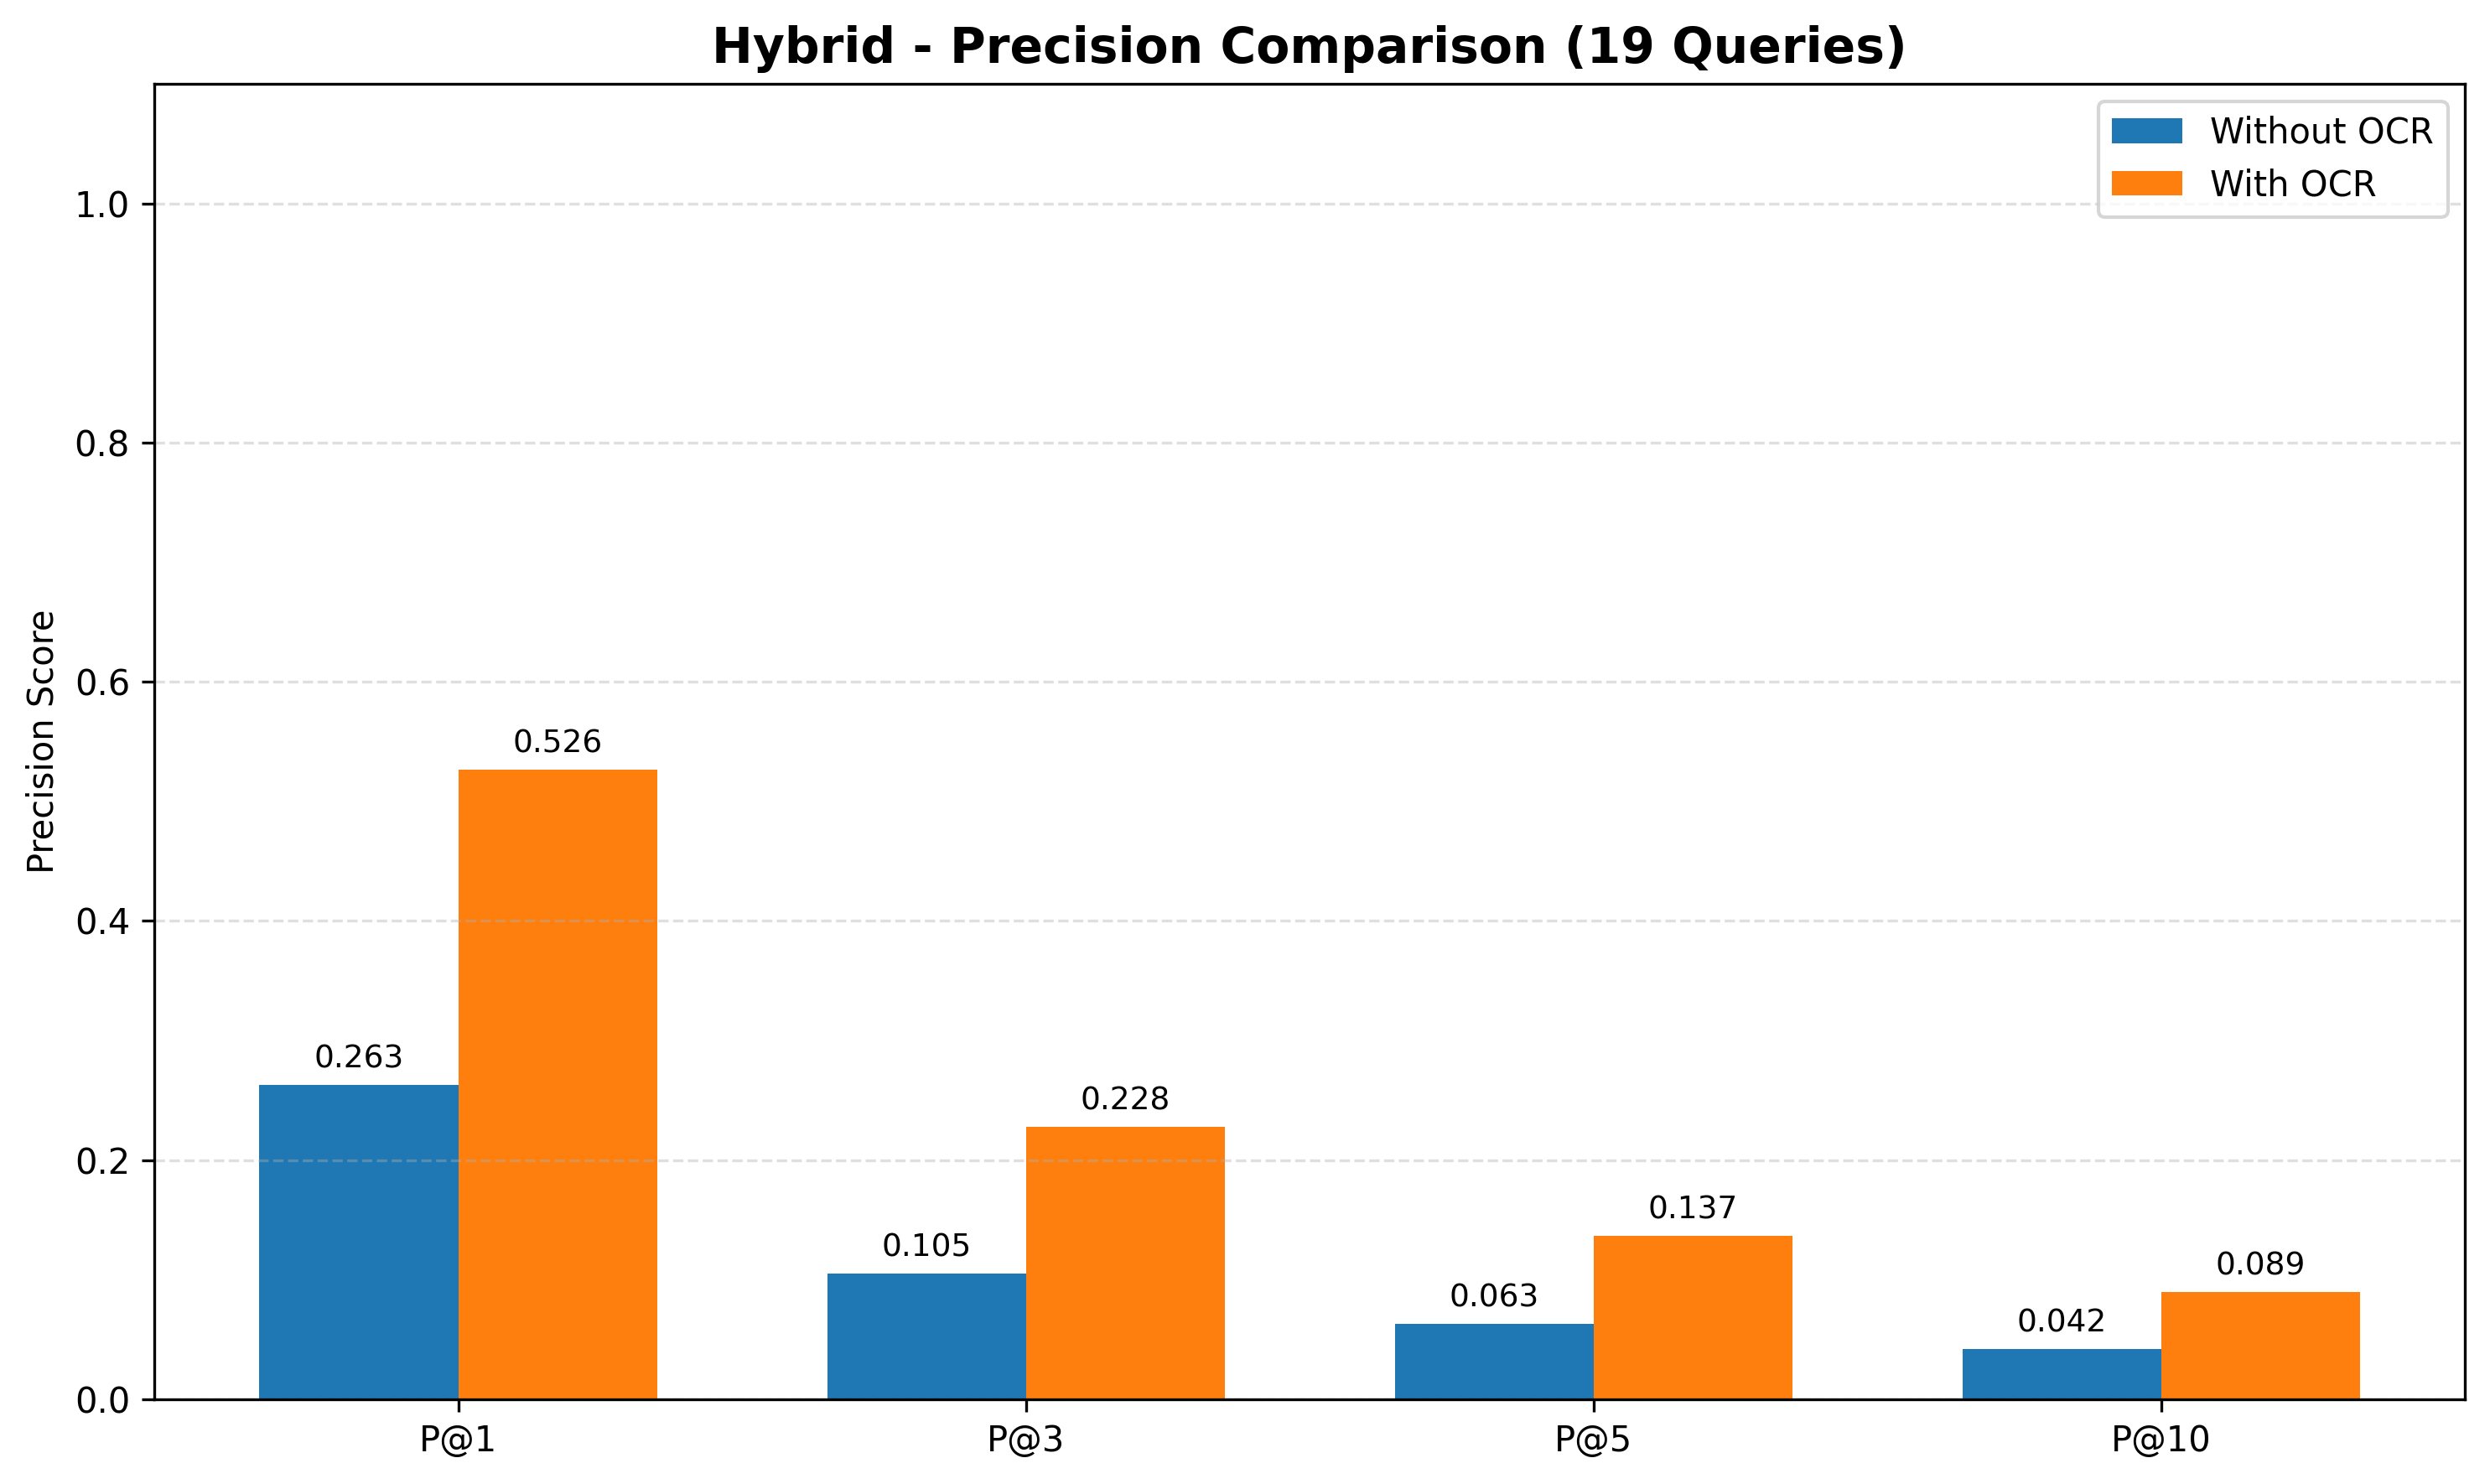 Hybrid - Precision Comparison (19 Queries)
Without OCR
With OCR
Precision Score
1.0
0.8
0.6
0.4
0.2
0.0
0.263
0.526
0.105
0.228
0.063
0.137
0.042
0.089
P@1
P@3
P@5
P@10